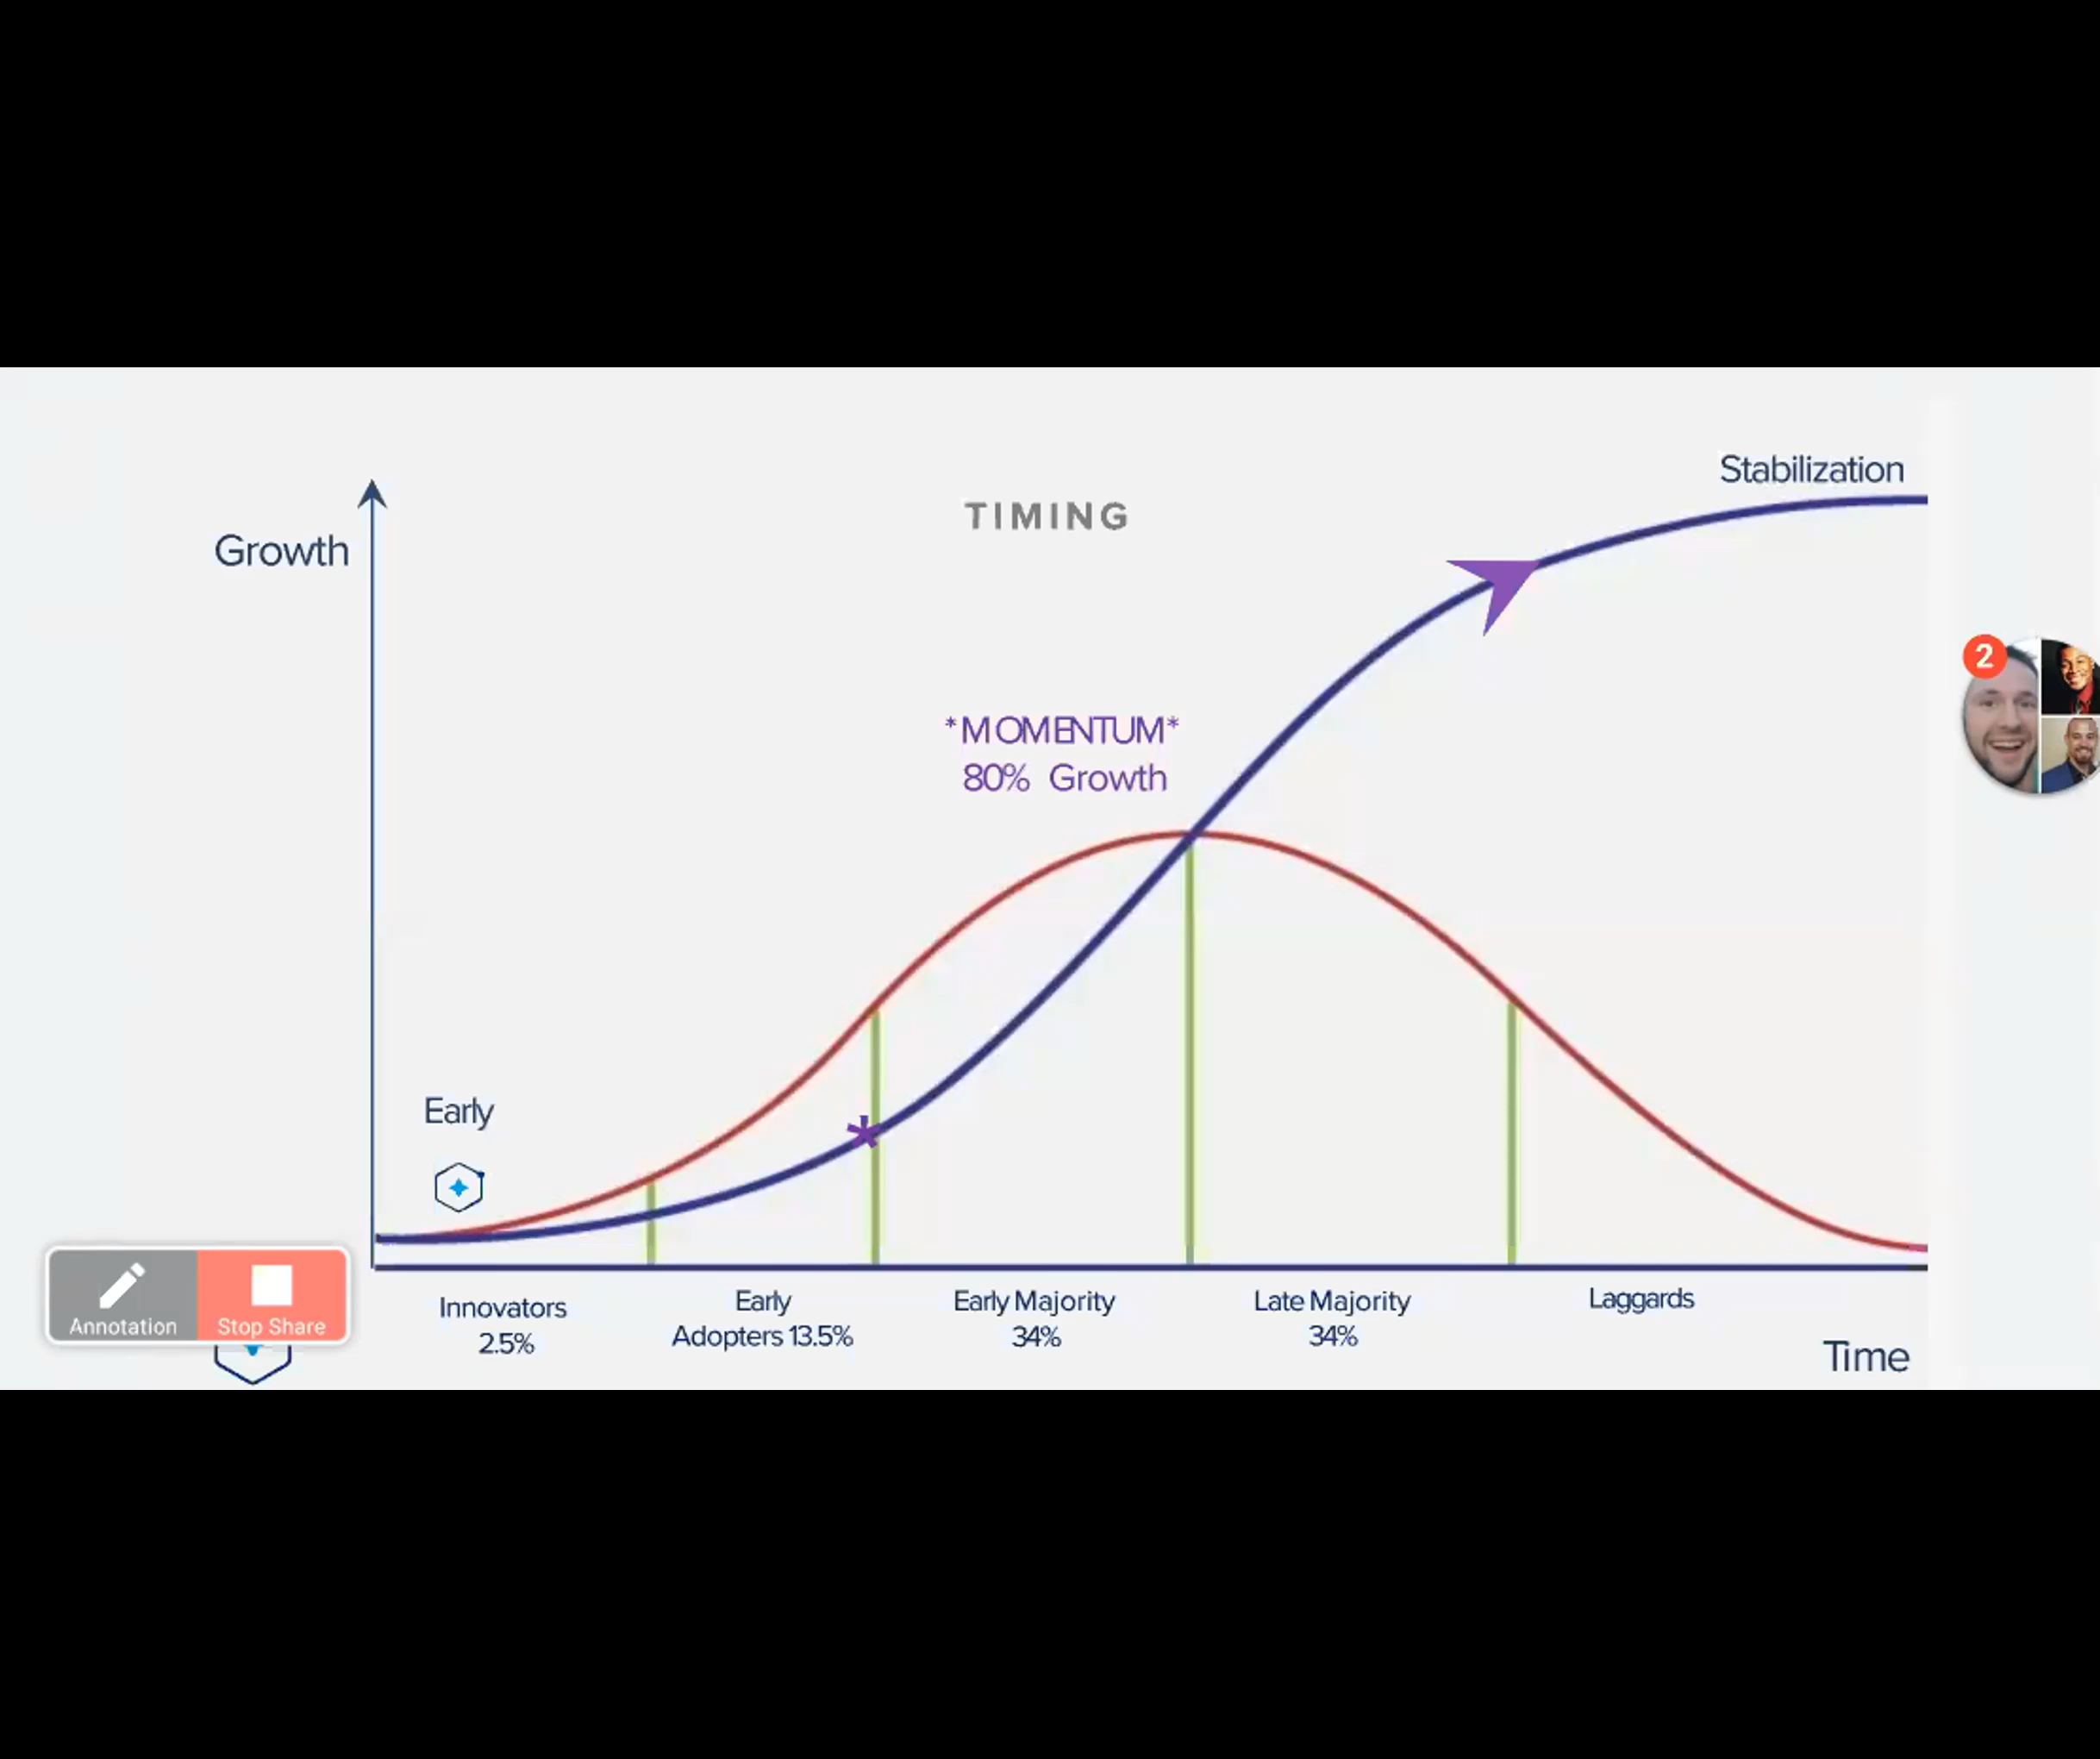 Stabilization
TIMING
Growth
2
*MOMENTUM*
80% Growth
Early
*
Annotation
Stop Share
Innovators
2.5%
Early
Adopters 13.5%
Early Majority
34%
Late Majority
34%
Laggards
Time